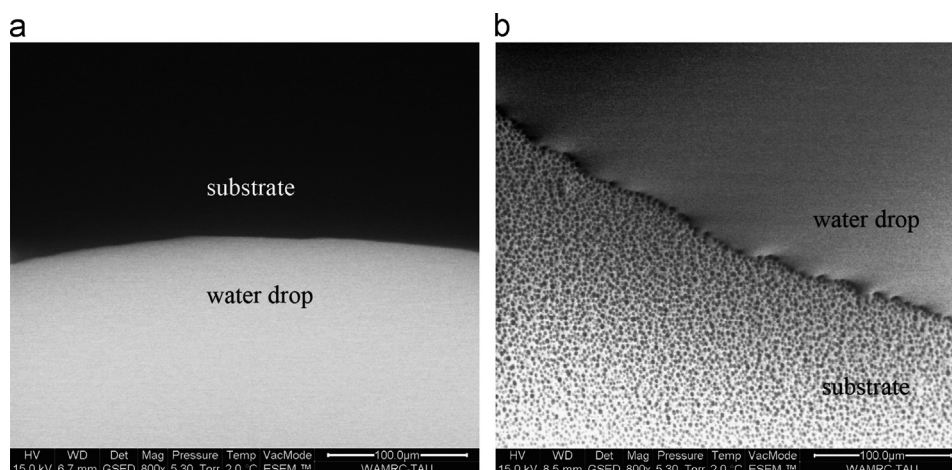 a
b
substrate
water drop
water drop
substrate
HV WD Det Mag Pressure Temp VacMode 100.0µm
15.0 kV 6.7 mm GSED 800x 5.30 Torr 2.0 °C ESEM ™ WAMRC-TAU
HV WD Det Mag Pressure Temp VacMode 100.0µm
15.0 kV 8.5 mm GSED 800x 5.30 Torr 2.0 °C ESEM ™ WAMRC-TAU